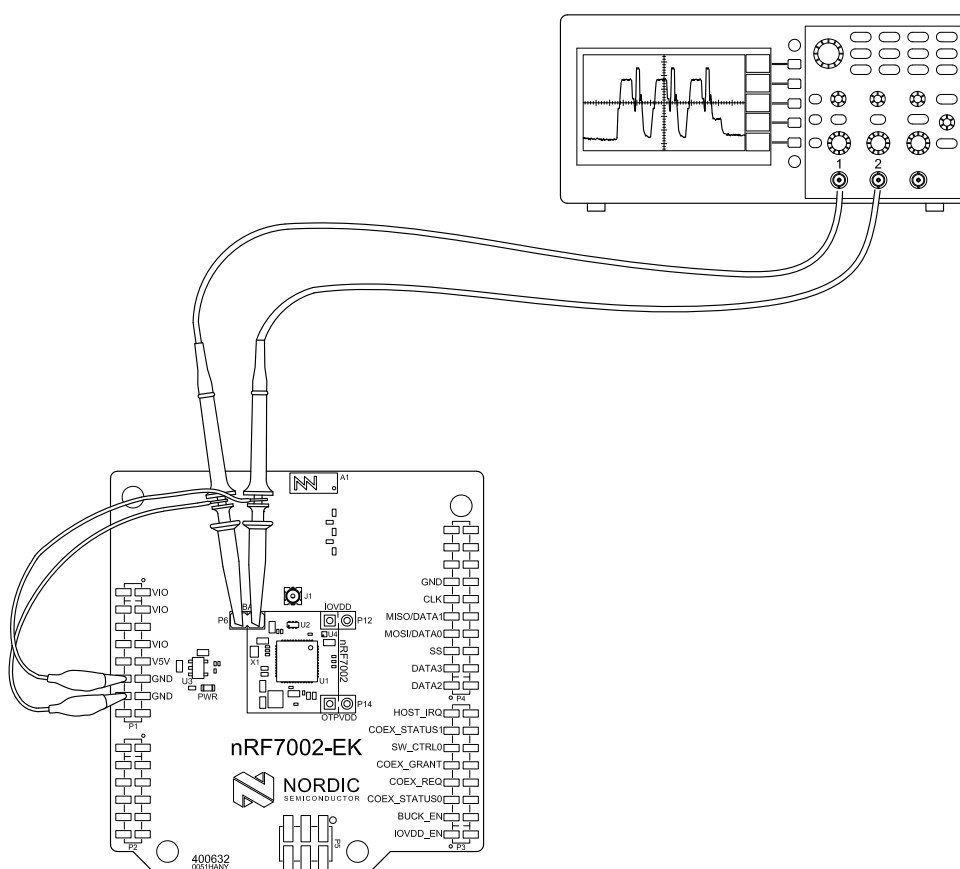 1 2
A1
J1
BA
P6
IOVDD
P12
U2
U4
X1
U1
nRF7002
P14
OTPVDD
VIO
VIO
VIO
V5V
GND
GND
P1
U3
PWR
GND
CLK
MISO/DATA1
MOSI/DATA0
SS
DATA3
DATA2
P4
HOST_IRQ
COEX_STATUS1
SW_CTRL0
COEX_GRANT
COEX_REQ
COEX_STATUS0
BUCK_EN
IOVDD_EN
P3
nRF7002-EK
NORDIC
SEMICONDUCTOR
P2
P5
400632
0051HANY